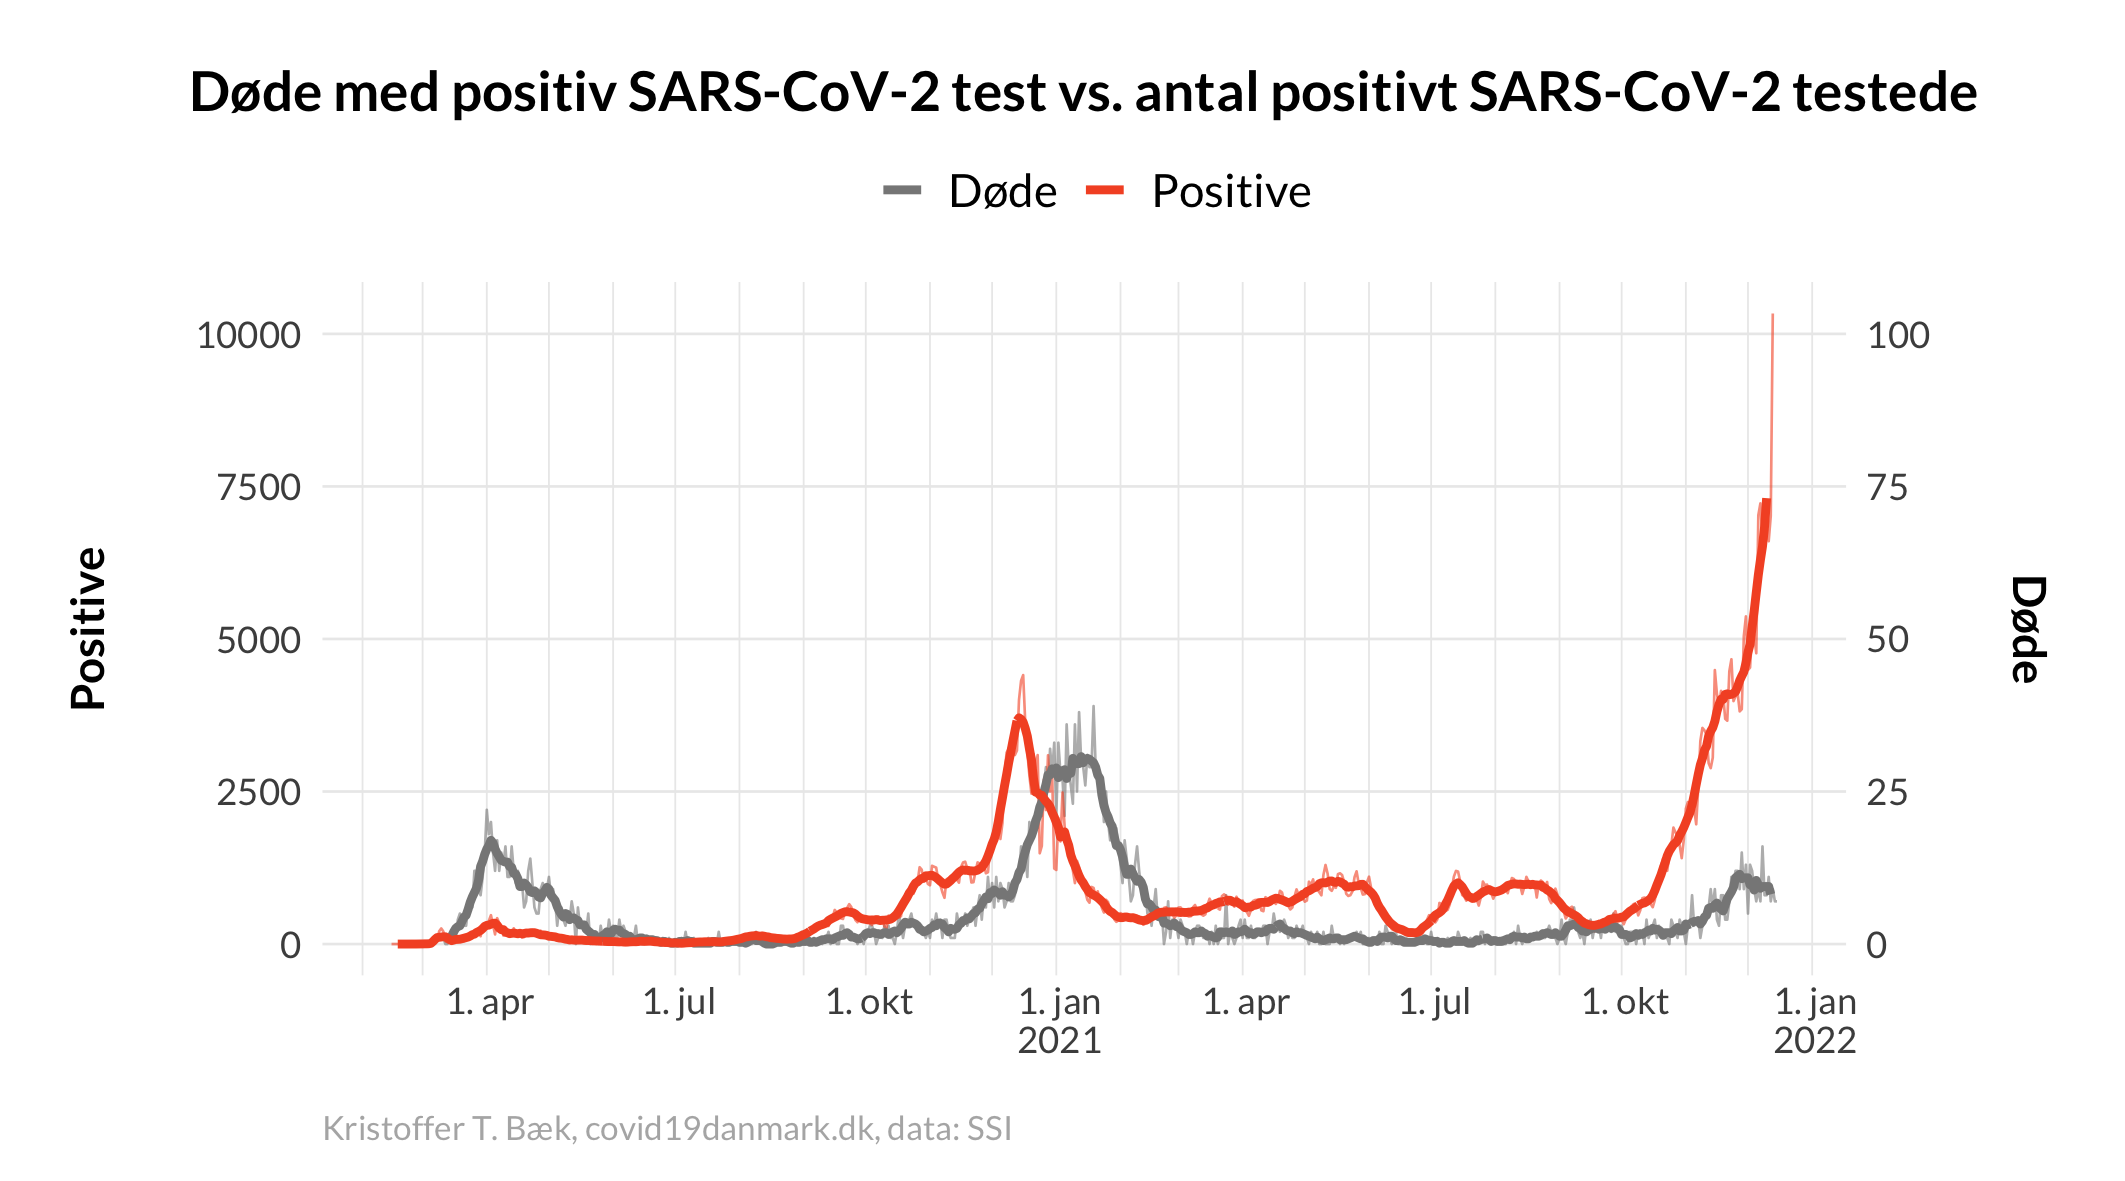 Døde med positiv SARS-CoV-2 test vs. antal positivt SARS-CoV-2 testede
Døde Positive
10000 100
7500 75
5000 50
2500 25
0 0
Positive
Døde
1. apr 1. jul 1. okt 1. jan 1. apr 1. jul 1. okt 1. jan
2021 2022
Kristoffer T. Bæk, covid19danmark.dk, data: SSI